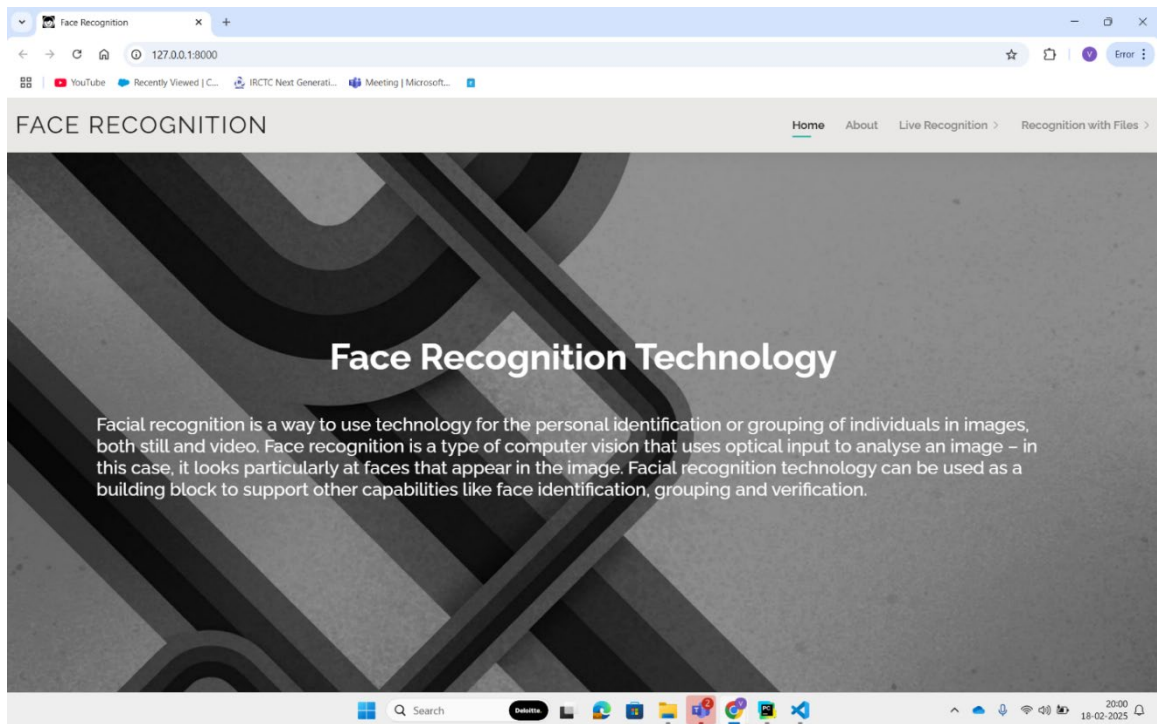 Face Recognition
127.0.0.1:8000
Error
YouTube
Recently Viewed | C...
IRCTC Next Generati...
Meeting | Microsoft...
FACE RECOGNITION
Home
About
Live Recognition
Recognition with Files
Face Recognition Technology
Facial recognition is a way to use technology for the personal identification or grouping of individuals in images,
both still and video. Face recognition is a type of computer vision that uses optical input to analyse an image – in
this case, it looks particularly at faces that appear in the image. Facial recognition technology can be used as a
building block to support other capabilities like face identification, grouping and verification.
Search
Deloitte.
2
V
PC
20:00
18-02-2025